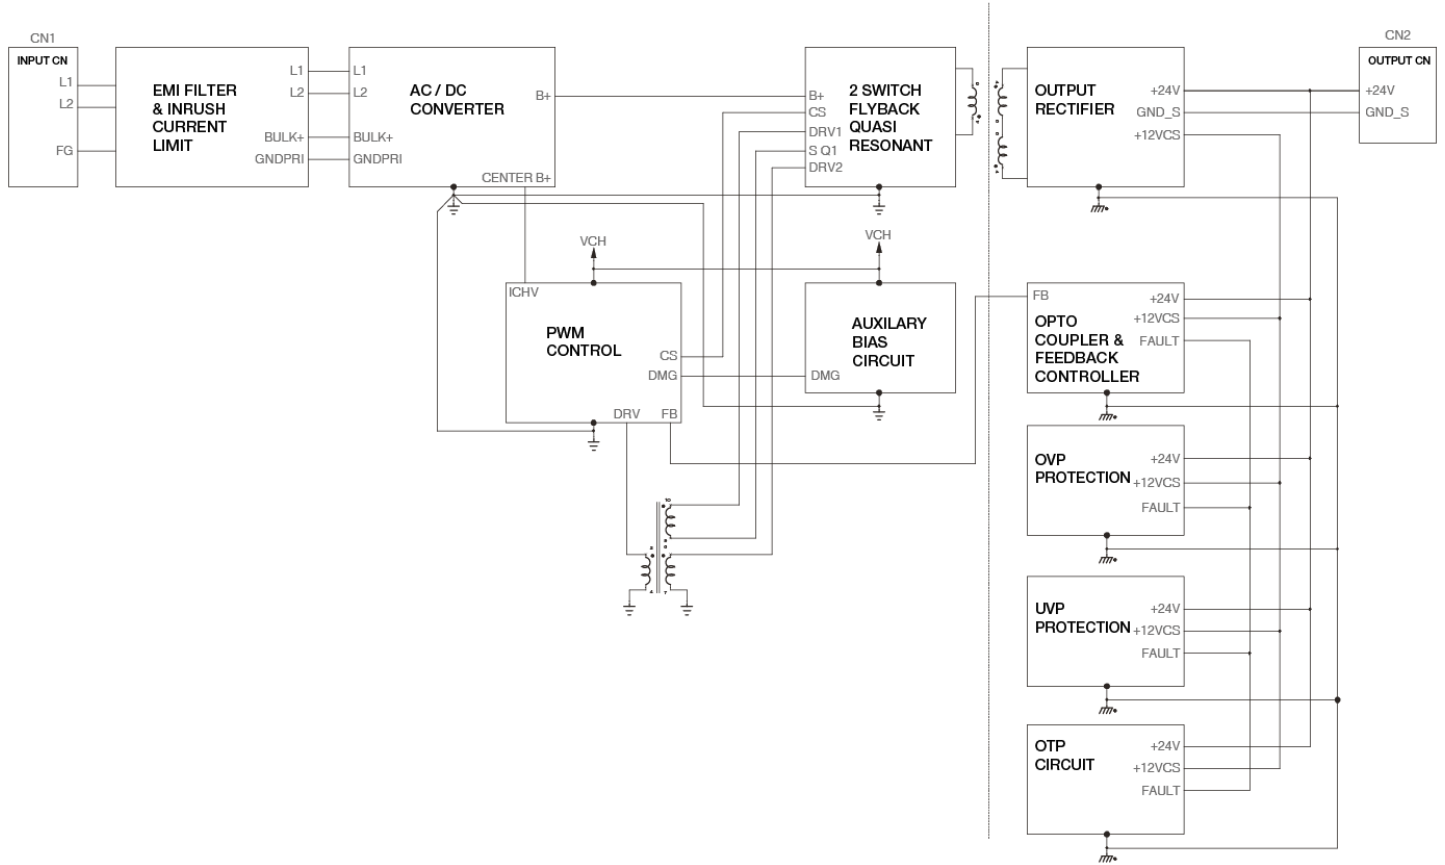 CN1
INPUT CN
L1
L2
FG
EMI FILTER
& INRUSH
CURRENT
LIMIT
L1
L2
BULK+
GNDPRI
L1
L2
BULK+
GNDPRI
AC / DC
CONVERTER
B+
CENTER B+
B+
CS
DRV1
S Q1
DRV2
2 SWITCH
FLYBACK
QUASI
RESONANT
OUTPUT
RECTIFIER
+24V
GND_S
+12VCS
CN2
OUTPUT CN
+24V
GND_S
VCH
VCH
ICHV
PWM
CONTROL
CS
DMG
DRV
FB
AUXILARY
BIAS
CIRCUIT
DMG
FB
OPTO
COUPLER &
FEEDBACK
CONTROLLER
+24V
+12VCS
FAULT
OVP
PROTECTION
+24V
+12VCS
FAULT
UVP
PROTECTION
+24V
+12VCS
FAULT
OTP
CIRCUIT
+24V
+12VCS
FAULT
10
7